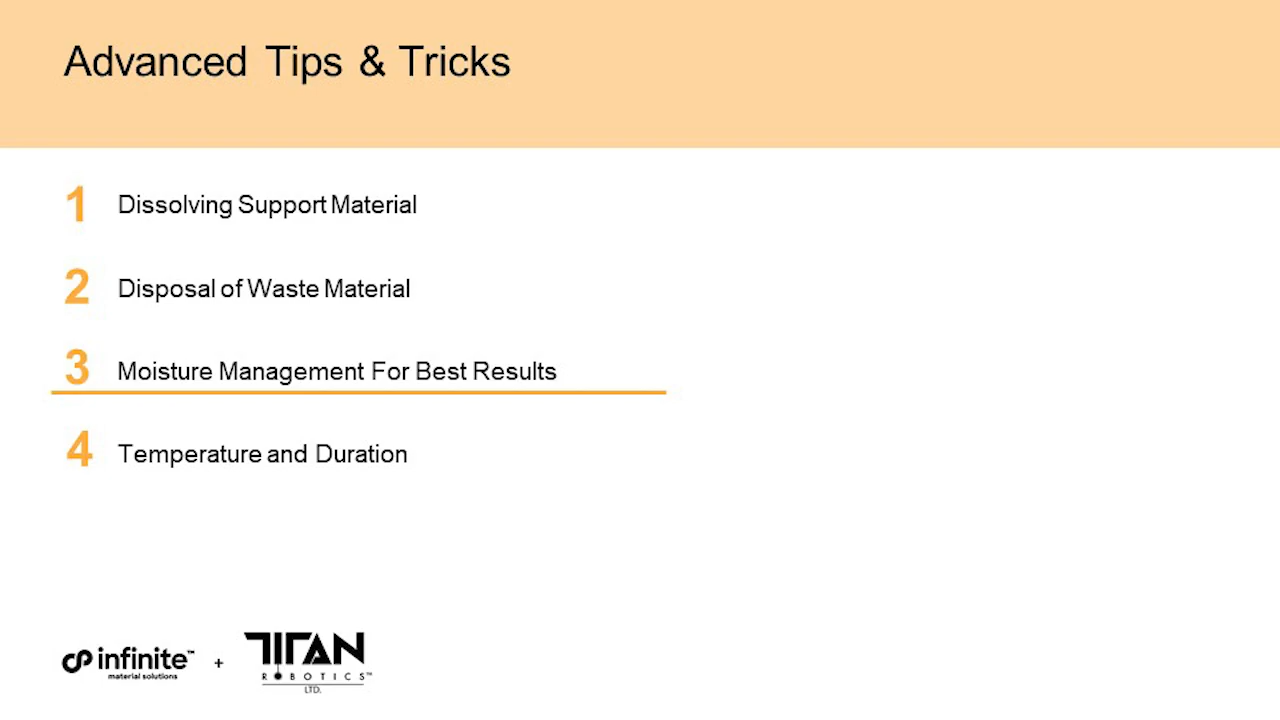 Advanced Tips & Tricks
1 Dissolving Support Material
2 Disposal of Waste Material
3 Moisture Management For Best Results
4 Temperature and Duration
infinite™ + TITAN
material solutions ROBOTICS™
LTD.